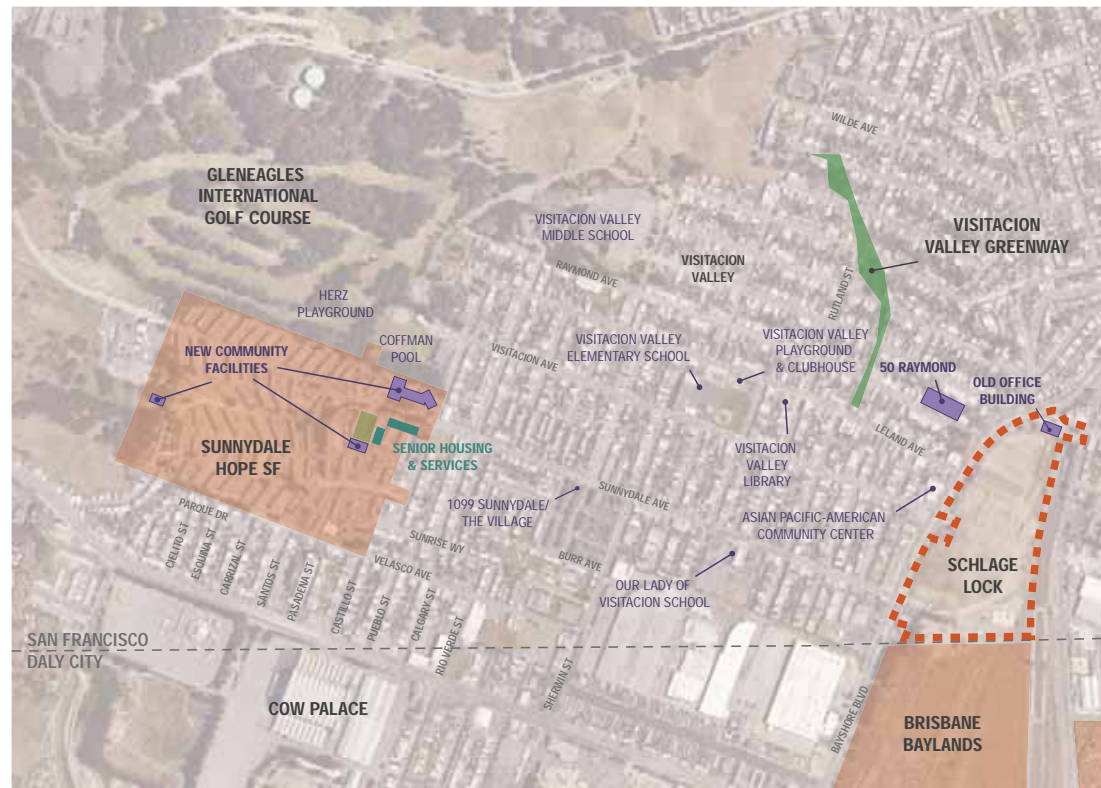 WILDE AVE
GLENEAGLES
INTERNATIONAL
GOLF COURSE
VISITACION VALLEY
MIDDLE SCHOOL
VISITACION
VALLEY GREENWAY
VISITACION
VALLEY
RAYMOND AVE
RUTLAND ST
HERZ
PLAYGROUND
COFFMAN
POOL
VISITACION AVE
VISITACION VALLEY
ELEMENTARY SCHOOL
VISITACION VALLEY
PLAYGROUND
& CLUBHOUSE
NEW COMMUNITY
FACILITIES
50 RAYMOND
OLD OFFICE
BUILDING
SUNNYDALE
HOPE SF
SENIOR HOUSING
& SERVICES
LELAND AVE
VISITACION
VALLEY
LIBRARY
1099 SUNNYDALE/
THE VILLAGE
SUNNYDALE AVE
ASIAN PACIFIC-AMERICAN
COMMUNITY CENTER
PARQUE DR
CIELITO ST
ESQUINA ST
CARRIZAL ST
SANTOS ST
PASADENA ST
CASTILLO ST
PUEBLO ST
CALGARY ST
RIO VERDE ST
SUNRISE WY
VELASCO AVE
BURR AVE
OUR LADY OF
VISITACION SCHOOL
SCHLAGE
LOCK
SAN FRANCISCO
DALY CITY
SHERWIN ST
COW PALACE
BAYSHORE BLVD
BRISBANE
BAYLANDS